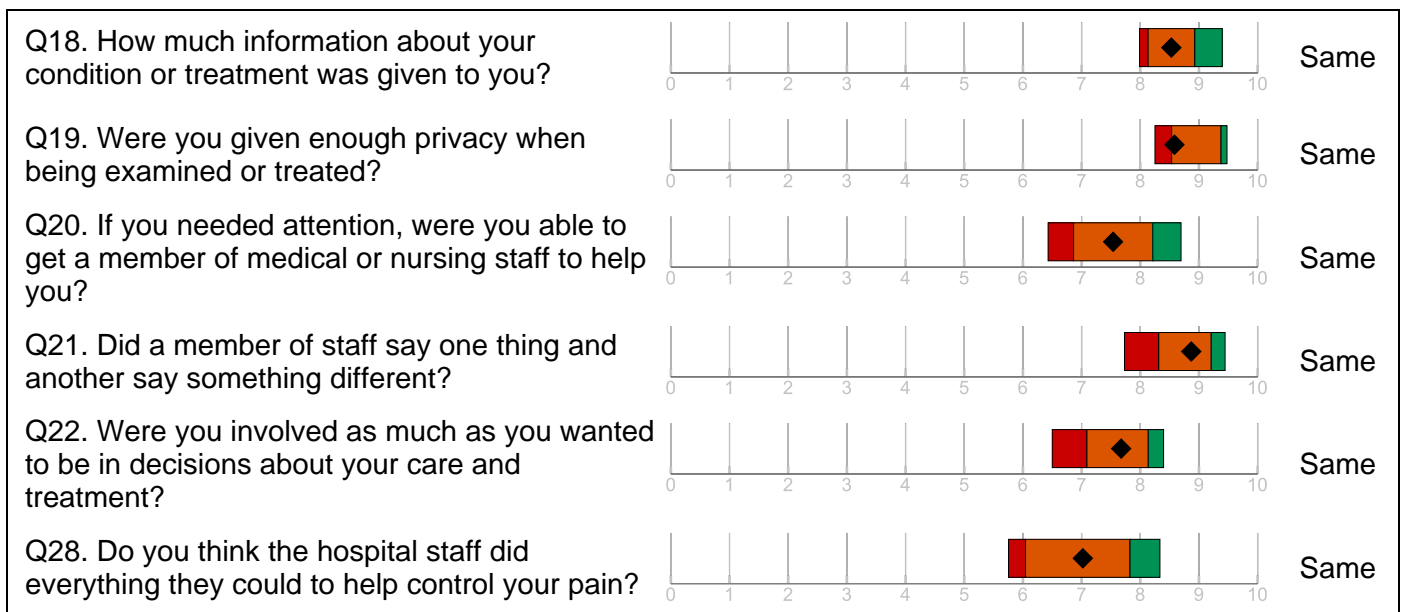 Q18. How much information about your
condition or treatment was given to you?
0 1 2 3 4 5 6 7 8 9 10
Same
Q19. Were you given enough privacy when
being examined or treated?
0 1 2 3 4 5 6 7 8 9 10
Same
Q20. If you needed attention, were you able to
get a member of medical or nursing staff to help
you?
0 1 2 3 4 5 6 7 8 9 10
Same
Q21. Did a member of staff say one thing and
another say something different?
0 1 2 3 4 5 6 7 8 9 10
Same
Q22. Were you involved as much as you wanted
to be in decisions about your care and
treatment?
0 1 2 3 4 5 6 7 8 9 10
Same
Q28. Do you think the hospital staff did
everything they could to help control your pain?
0 1 2 3 4 5 6 7 8 9 10
Same